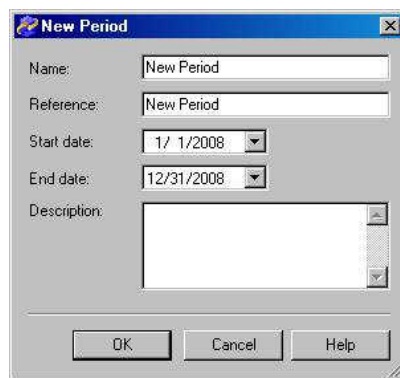 New Period
Name: New Period
Reference: New Period
Start date: 1/ 1/2008
End date: 12/31/2008
Description:
OK Cancel Help